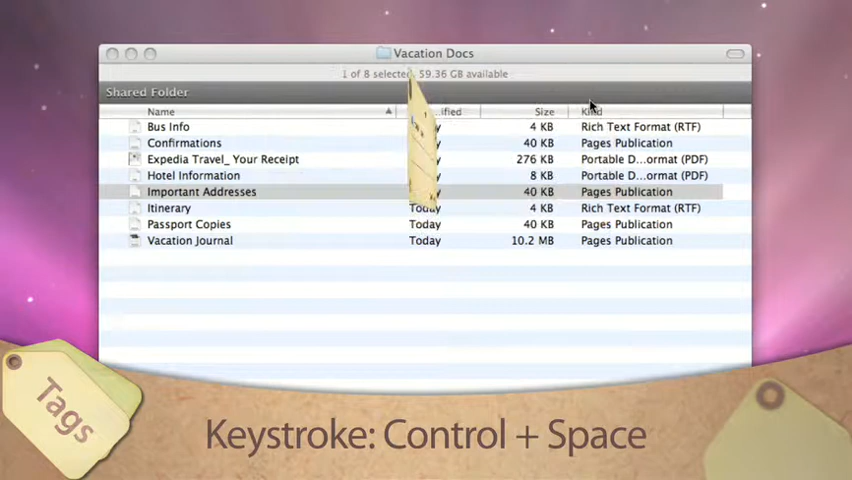 Vacation Docs
1 of 8 selected, 59.36 GB available
Shared Folder
Name ...ified Size Kind
Bus Info 4 KB Rich Text Format (RTF)
Confirmations 40 KB Pages Publication
Expedia Travel_ Your Receipt 276 KB Portable D...ormat (PDF)
Hotel Information 8 KB Portable D...ormat (PDF)
Important Addresses 40 KB Pages Publication
Itinerary Today 4 KB Rich Text Format (RTF)
Passport Copies Today 40 KB Pages Publication
Vacation Journal Today 10.2 MB Pages Publication
Tags
Keystroke: Control + Space